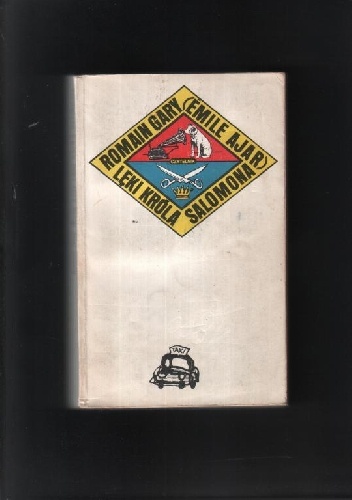 ROMAIN GARY
(EMILE AJAR)
LĘKI KRÓLA
SALOMONA
TAXI